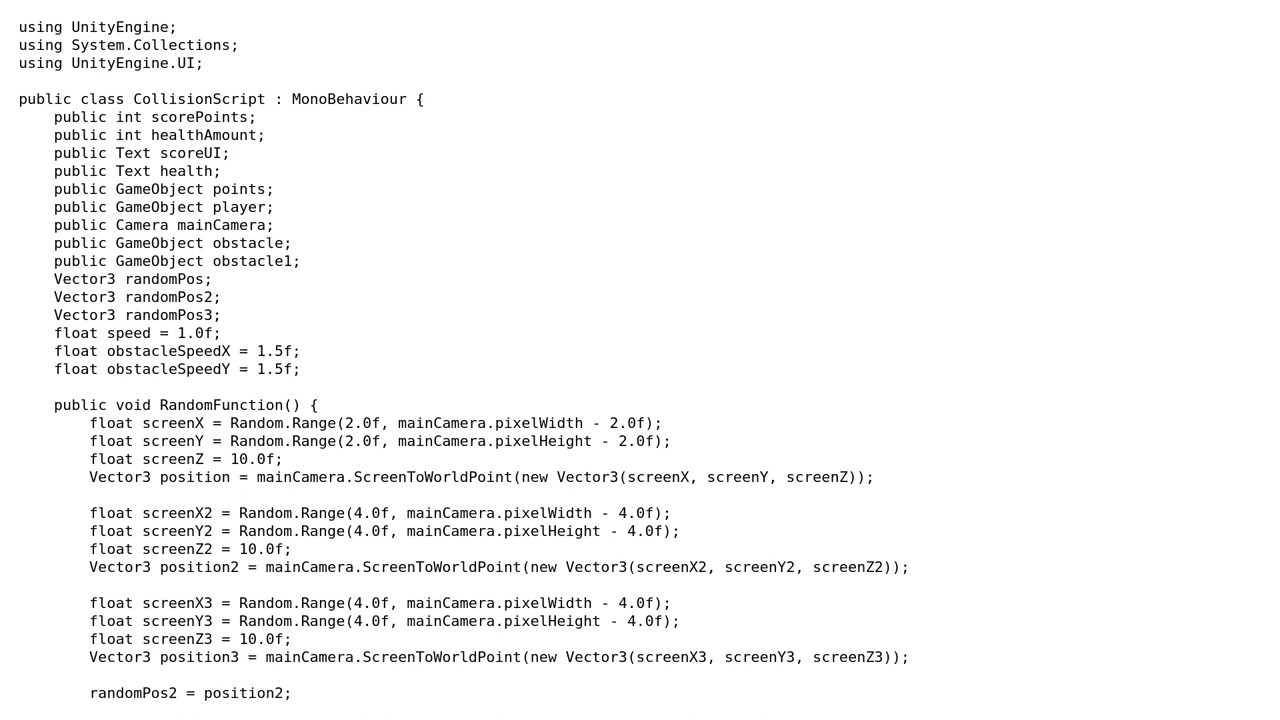 using UnityEngine;
using System.Collections;
using UnityEngine.UI;

public class CollisionScript : MonoBehaviour {
    public int scorePoints;
    public int healthAmount;
    public Text scoreUI;
    public Text health;
    public GameObject points;
    public GameObject player;
    public Camera mainCamera;
    public GameObject obstacle;
    public GameObject obstacle1;
    Vector3 randomPos;
    Vector3 randomPos2;
    Vector3 randomPos3;
    float speed = 1.0f;
    float obstacleSpeedX = 1.5f;
    float obstacleSpeedY = 1.5f;

    public void RandomFunction() {
        float screenX = Random.Range(2.0f, mainCamera.pixelWidth - 2.0f);
        float screenY = Random.Range(2.0f, mainCamera.pixelHeight - 2.0f);
        float screenZ = 10.0f;
        Vector3 position = mainCamera.ScreenToWorldPoint(new Vector3(screenX, screenY, screenZ));

        float screenX2 = Random.Range(4.0f, mainCamera.pixelWidth - 4.0f);
        float screenY2 = Random.Range(4.0f, mainCamera.pixelHeight - 4.0f);
        float screenZ2 = 10.0f;
        Vector3 position2 = mainCamera.ScreenToWorldPoint(new Vector3(screenX2, screenY2, screenZ2));

        float screenX3 = Random.Range(4.0f, mainCamera.pixelWidth - 4.0f);
        float screenY3 = Random.Range(4.0f, mainCamera.pixelHeight - 4.0f);
        float screenZ3 = 10.0f;
        Vector3 position3 = mainCamera.ScreenToWorldPoint(new Vector3(screenX3, screenY3, screenZ3));

        randomPos2 = position2;